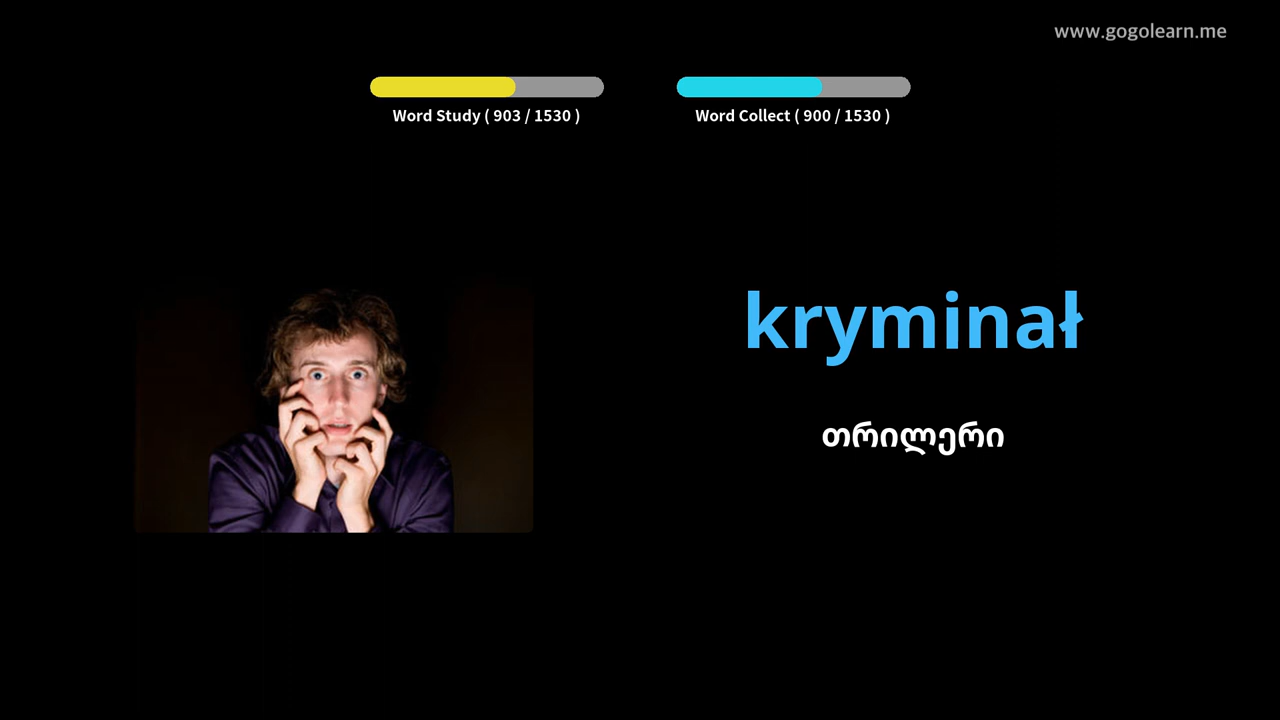 www.gogolearn.me
Word Study ( 903 / 1530 )
Word Collect ( 900 / 1530 )
kryminał
თრილერი